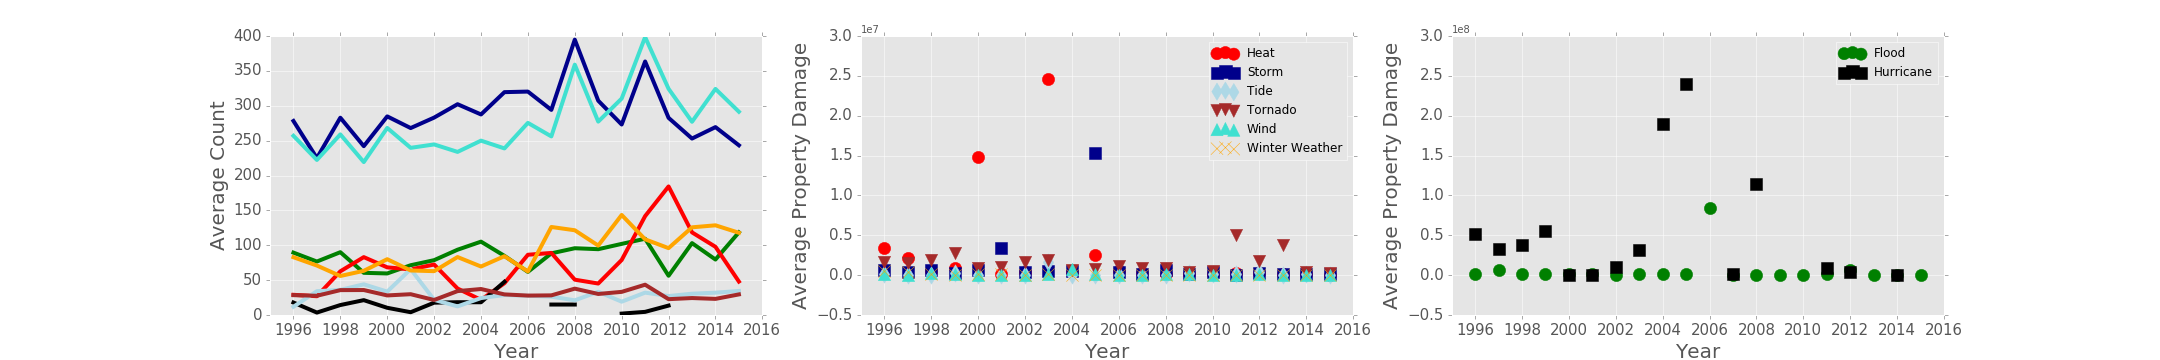 400
350
300
250
200
150
100
50
0
Average Count
1996 1998 2000 2002 2004 2006 2008 2010 2012 2014 2016
Year
1e7
3.0
2.5
2.0
1.5
1.0
0.5
0.0
−0.5
Average Property Damage
Heat
Storm
Tide
Tornado
Wind
Winter Weather
1996 1998 2000 2002 2004 2006 2008 2010 2012 2014 2016
Year
1e8
3.0
2.5
2.0
1.5
1.0
0.5
0.0
−0.5
Average Property Damage
Flood
Hurricane
1996 1998 2000 2002 2004 2006 2008 2010 2012 2014 2016
Year